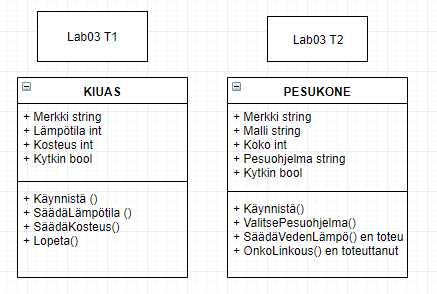 Lab03 T1
Lab03 T2
KIUAS
+ Merkki string
+ Lämpötila int
+ Kosteus int
+ Kytkin bool
+ Käynnistä ()
+ SäädäLämpötila ()
+ SäädäKosteus()
+ Lopeta()
PESUKONE
+ Merkki string
+ Malli string
+ Koko int
+ Pesuohjelma string
+ Kytkin bool
+ Käynnistä()
+ ValitsePesuohjelma()
+ SäädäVedenLämpö() en toteu
+ OnkoLinkous() en toteuttanut